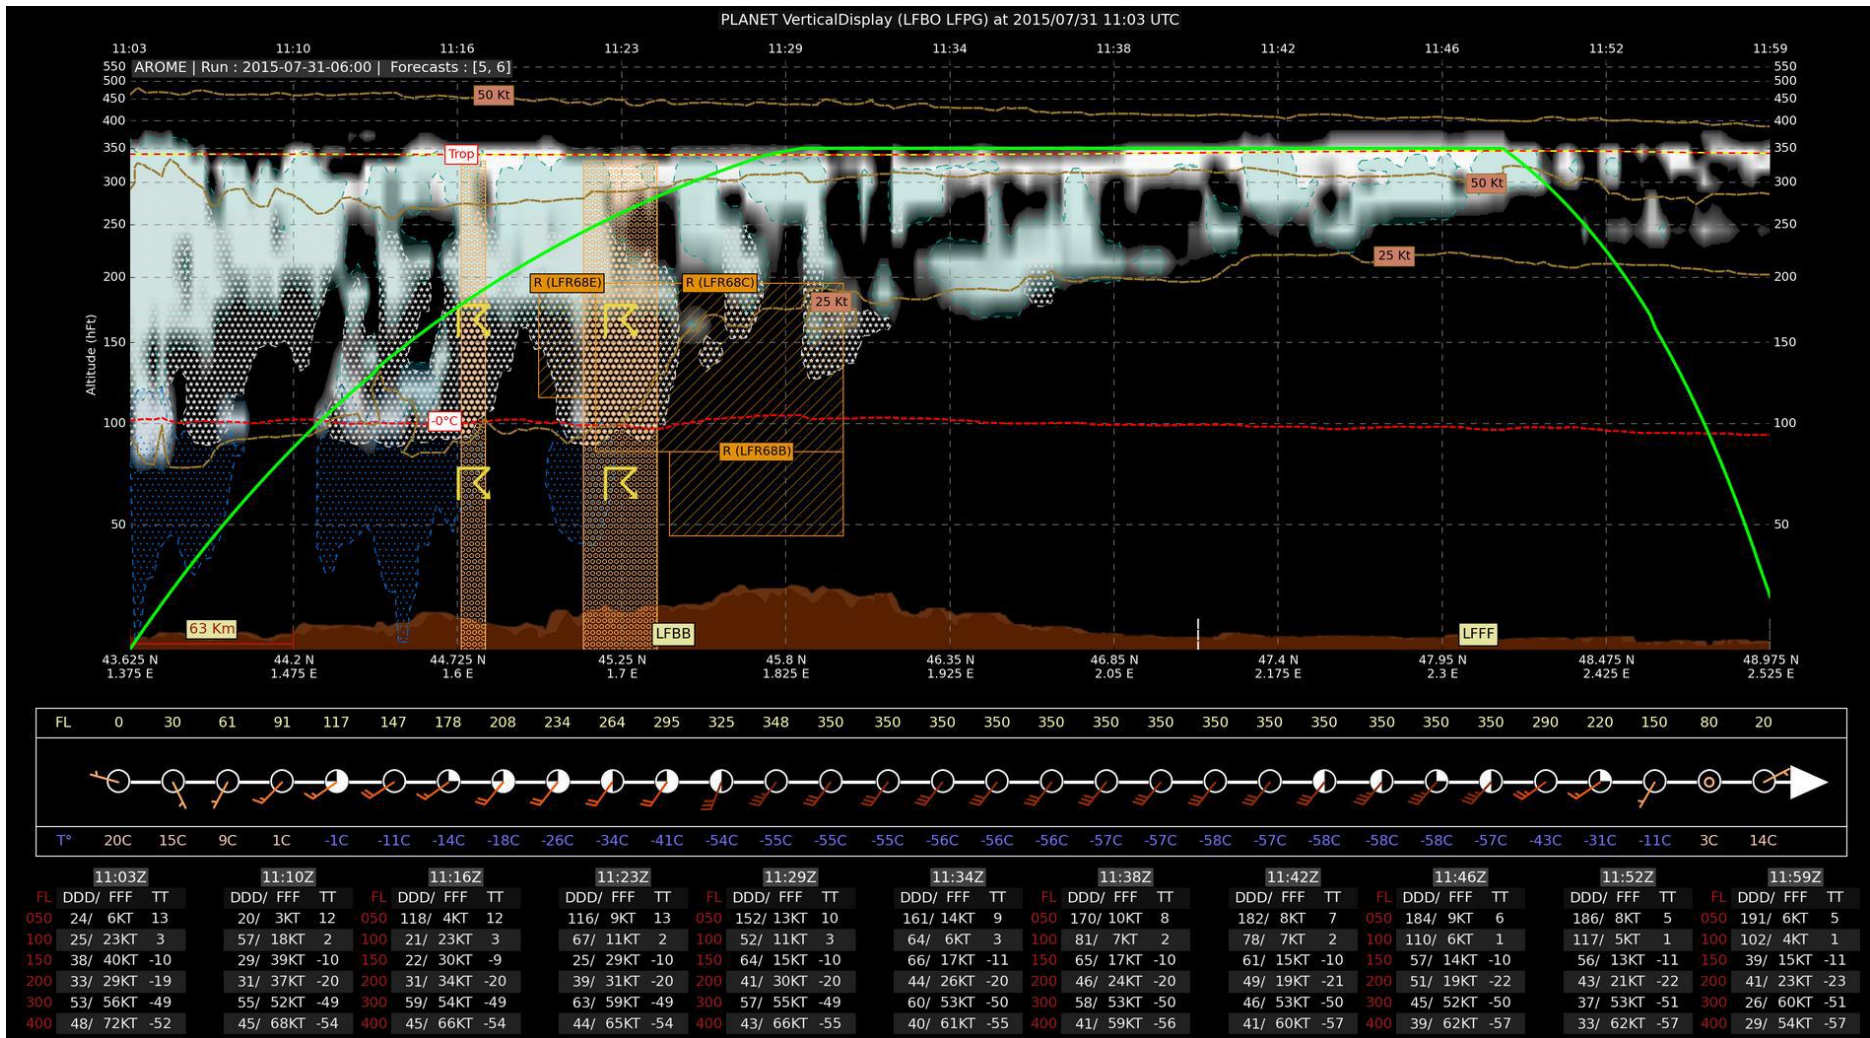 PLANET VerticalDisplay (LFBO LFPG) at 2015/07/31 11:03 UTC
11:03 11:10 11:16 11:23 11:29 11:34 11:38 11:42 11:46 11:52 11:59
AROME | Run : 2015-07-31-06:00 | Forecasts : [5, 6]
550 550
500 500
50 Kt
450 450
400 400
350 350
Trop
300 50 Kt 300
250 250
25 Kt
200 R (LFR68E) R (LFR68C) 200
25 Kt
150 150
Altitude (hFt)
100 -0°C 100
R (LFR68B)
50 50
63 Km LFBB LFFF
43.625 N 44.2 N 44.725 N 45.25 N 45.8 N 46.35 N 46.85 N 47.4 N 47.95 N 48.475 N 48.975 N
1.375 E 1.475 E 1.6 E 1.7 E 1.825 E 1.925 E 2.05 E 2.175 E 2.3 E 2.425 E 2.525 E
FL 0 30 61 91 117 147 178 208 234 264 295 325 348 350 350 350 350 350 350 350 350 350 350 350 350 350 290 220 150 80 20
T° 20C 15C 9C 1C -1C -11C -14C -18C -26C -34C -41C -54C -55C -55C -55C -56C -56C -56C -57C -57C -58C -57C -58C -58C -58C -57C -43C -31C -11C 3C 14C
11:03Z 11:10Z 11:16Z 11:23Z 11:29Z 11:34Z 11:38Z 11:42Z 11:46Z 11:52Z 11:59Z
FL DDD/ FFF TT DDD/ FFF TT FL DDD/ FFF TT DDD/ FFF TT FL DDD/ FFF TT DDD/ FFF TT FL DDD/ FFF TT DDD/ FFF TT FL DDD/ FFF TT DDD/ FFF TT FL DDD/ FFF TT
050 24/ 6KT 13 20/ 3KT 12 050 118/ 4KT 12 116/ 9KT 13 050 152/ 13KT 10 161/ 14KT 9 050 170/ 10KT 8 182/ 8KT 7 050 184/ 9KT 6 186/ 8KT 5 050 191/ 6KT 5
100 25/ 23KT 3 57/ 18KT 2 100 21/ 23KT 3 67/ 11KT 2 100 52/ 11KT 3 64/ 6KT 3 100 81/ 7KT 2 78/ 7KT 2 100 110/ 6KT 1 117/ 5KT 1 100 102/ 4KT 1
150 38/ 40KT -10 29/ 39KT -10 150 22/ 30KT -9 25/ 29KT -10 150 64/ 15KT -10 66/ 17KT -11 150 65/ 17KT -10 61/ 15KT -10 150 57/ 14KT -10 56/ 13KT -11 150 39/ 15KT -11
200 33/ 29KT -19 31/ 37KT -20 200 31/ 34KT -20 39/ 31KT -20 200 41/ 30KT -20 44/ 26KT -20 200 46/ 24KT -20 49/ 19KT -21 200 51/ 19KT -22 43/ 21KT -22 200 41/ 23KT -23
300 53/ 56KT -49 55/ 52KT -49 300 59/ 54KT -49 63/ 59KT -49 300 57/ 55KT -49 60/ 53KT -50 300 58/ 53KT -50 46/ 53KT -50 300 45/ 52KT -50 37/ 53KT -51 300 26/ 60KT -51
400 48/ 72KT -52 45/ 68KT -54 400 45/ 66KT -54 44/ 65KT -54 400 43/ 66KT -55 40/ 61KT -55 400 41/ 59KT -56 41/ 60KT -57 400 39/ 62KT -57 33/ 62KT -57 400 29/ 54KT -57